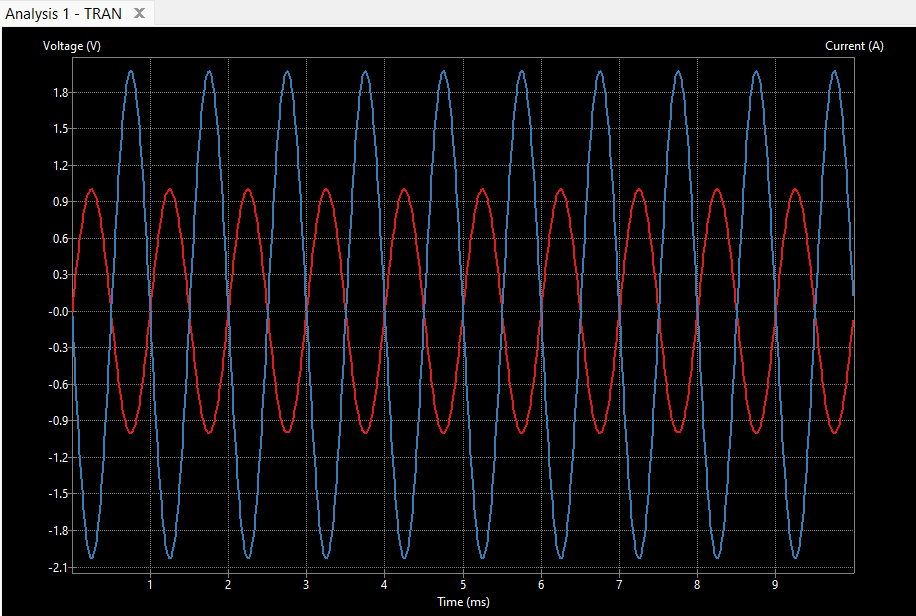 Analysis 1 - TRAN X
Voltage (V)
Current (A)
1.8
1.5
1.2
0.9
0.6
0.3
-0.0
-0.3
-0.6
-0.9
-1.2
-1.5
-1.8
-2.1
1 2 3 4 5 6 7 8 9
Time (ms)